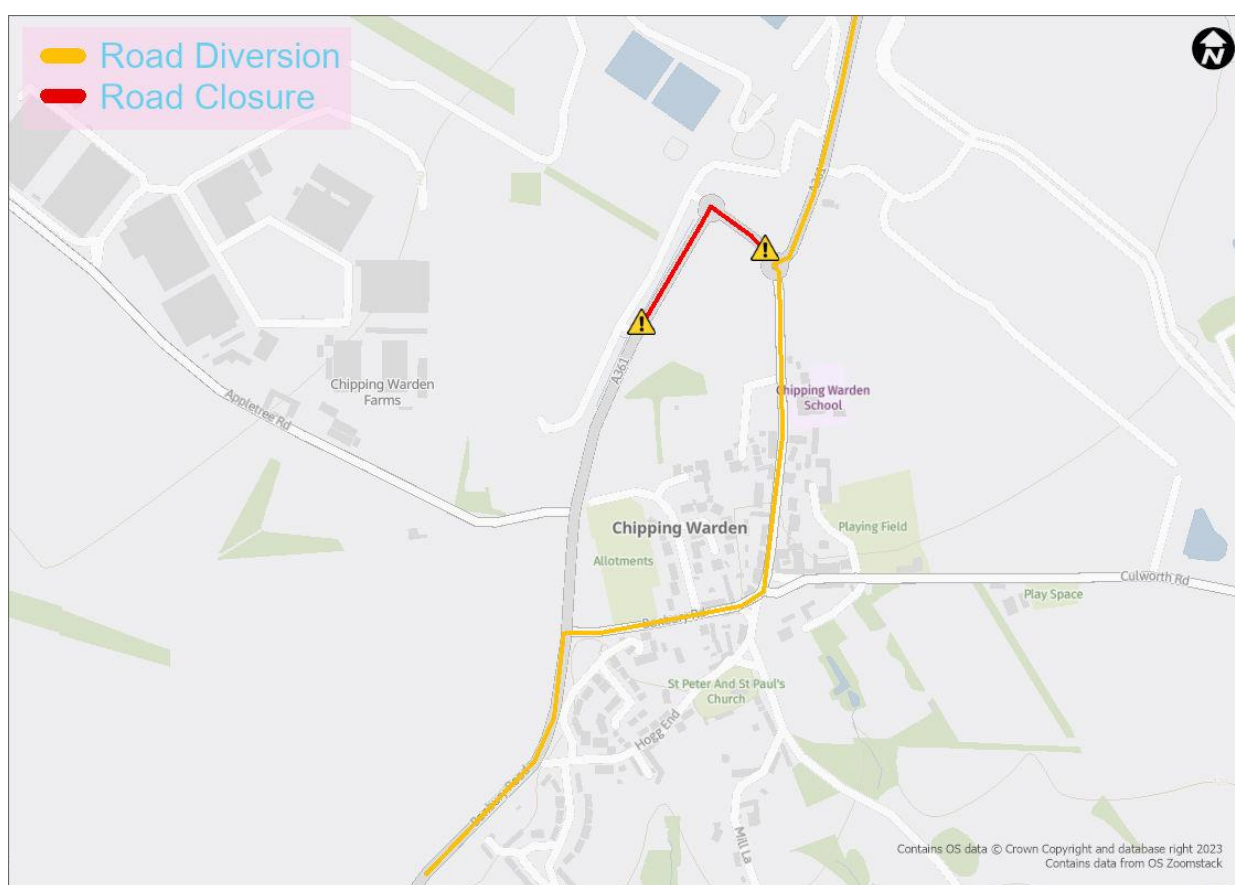 Road Diversion
Road Closure
N
A361
A361
Chipping Warden
Farms
Appletree Rd
Chipping Warden
School
Chipping Warden
Allotments
Playing Field
Culworth Rd
Play Space
Banbury Rd
St Peter And St Paul's
Church
Hogg End
Banbury Road
Mill La
Contains OS data © Crown Copyright and database right 2023
Contains data from OS Zoomstack